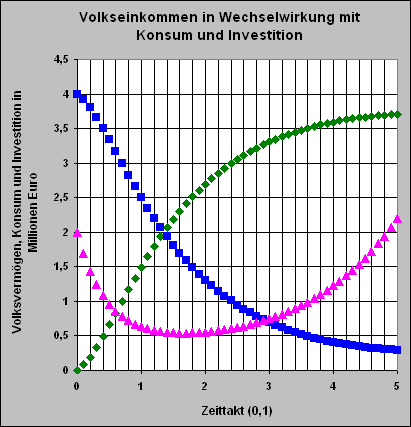 Volkseinkommen in Wechselwirkung mit
Konsum und Investition
Volksvermögen, Konsum und Investition in
Millionen Euro
4,5
4
3,5
3
2,5
2
1,5
1
0,5
0
0 1 2 3 4 5
Zeittakt (0,1)